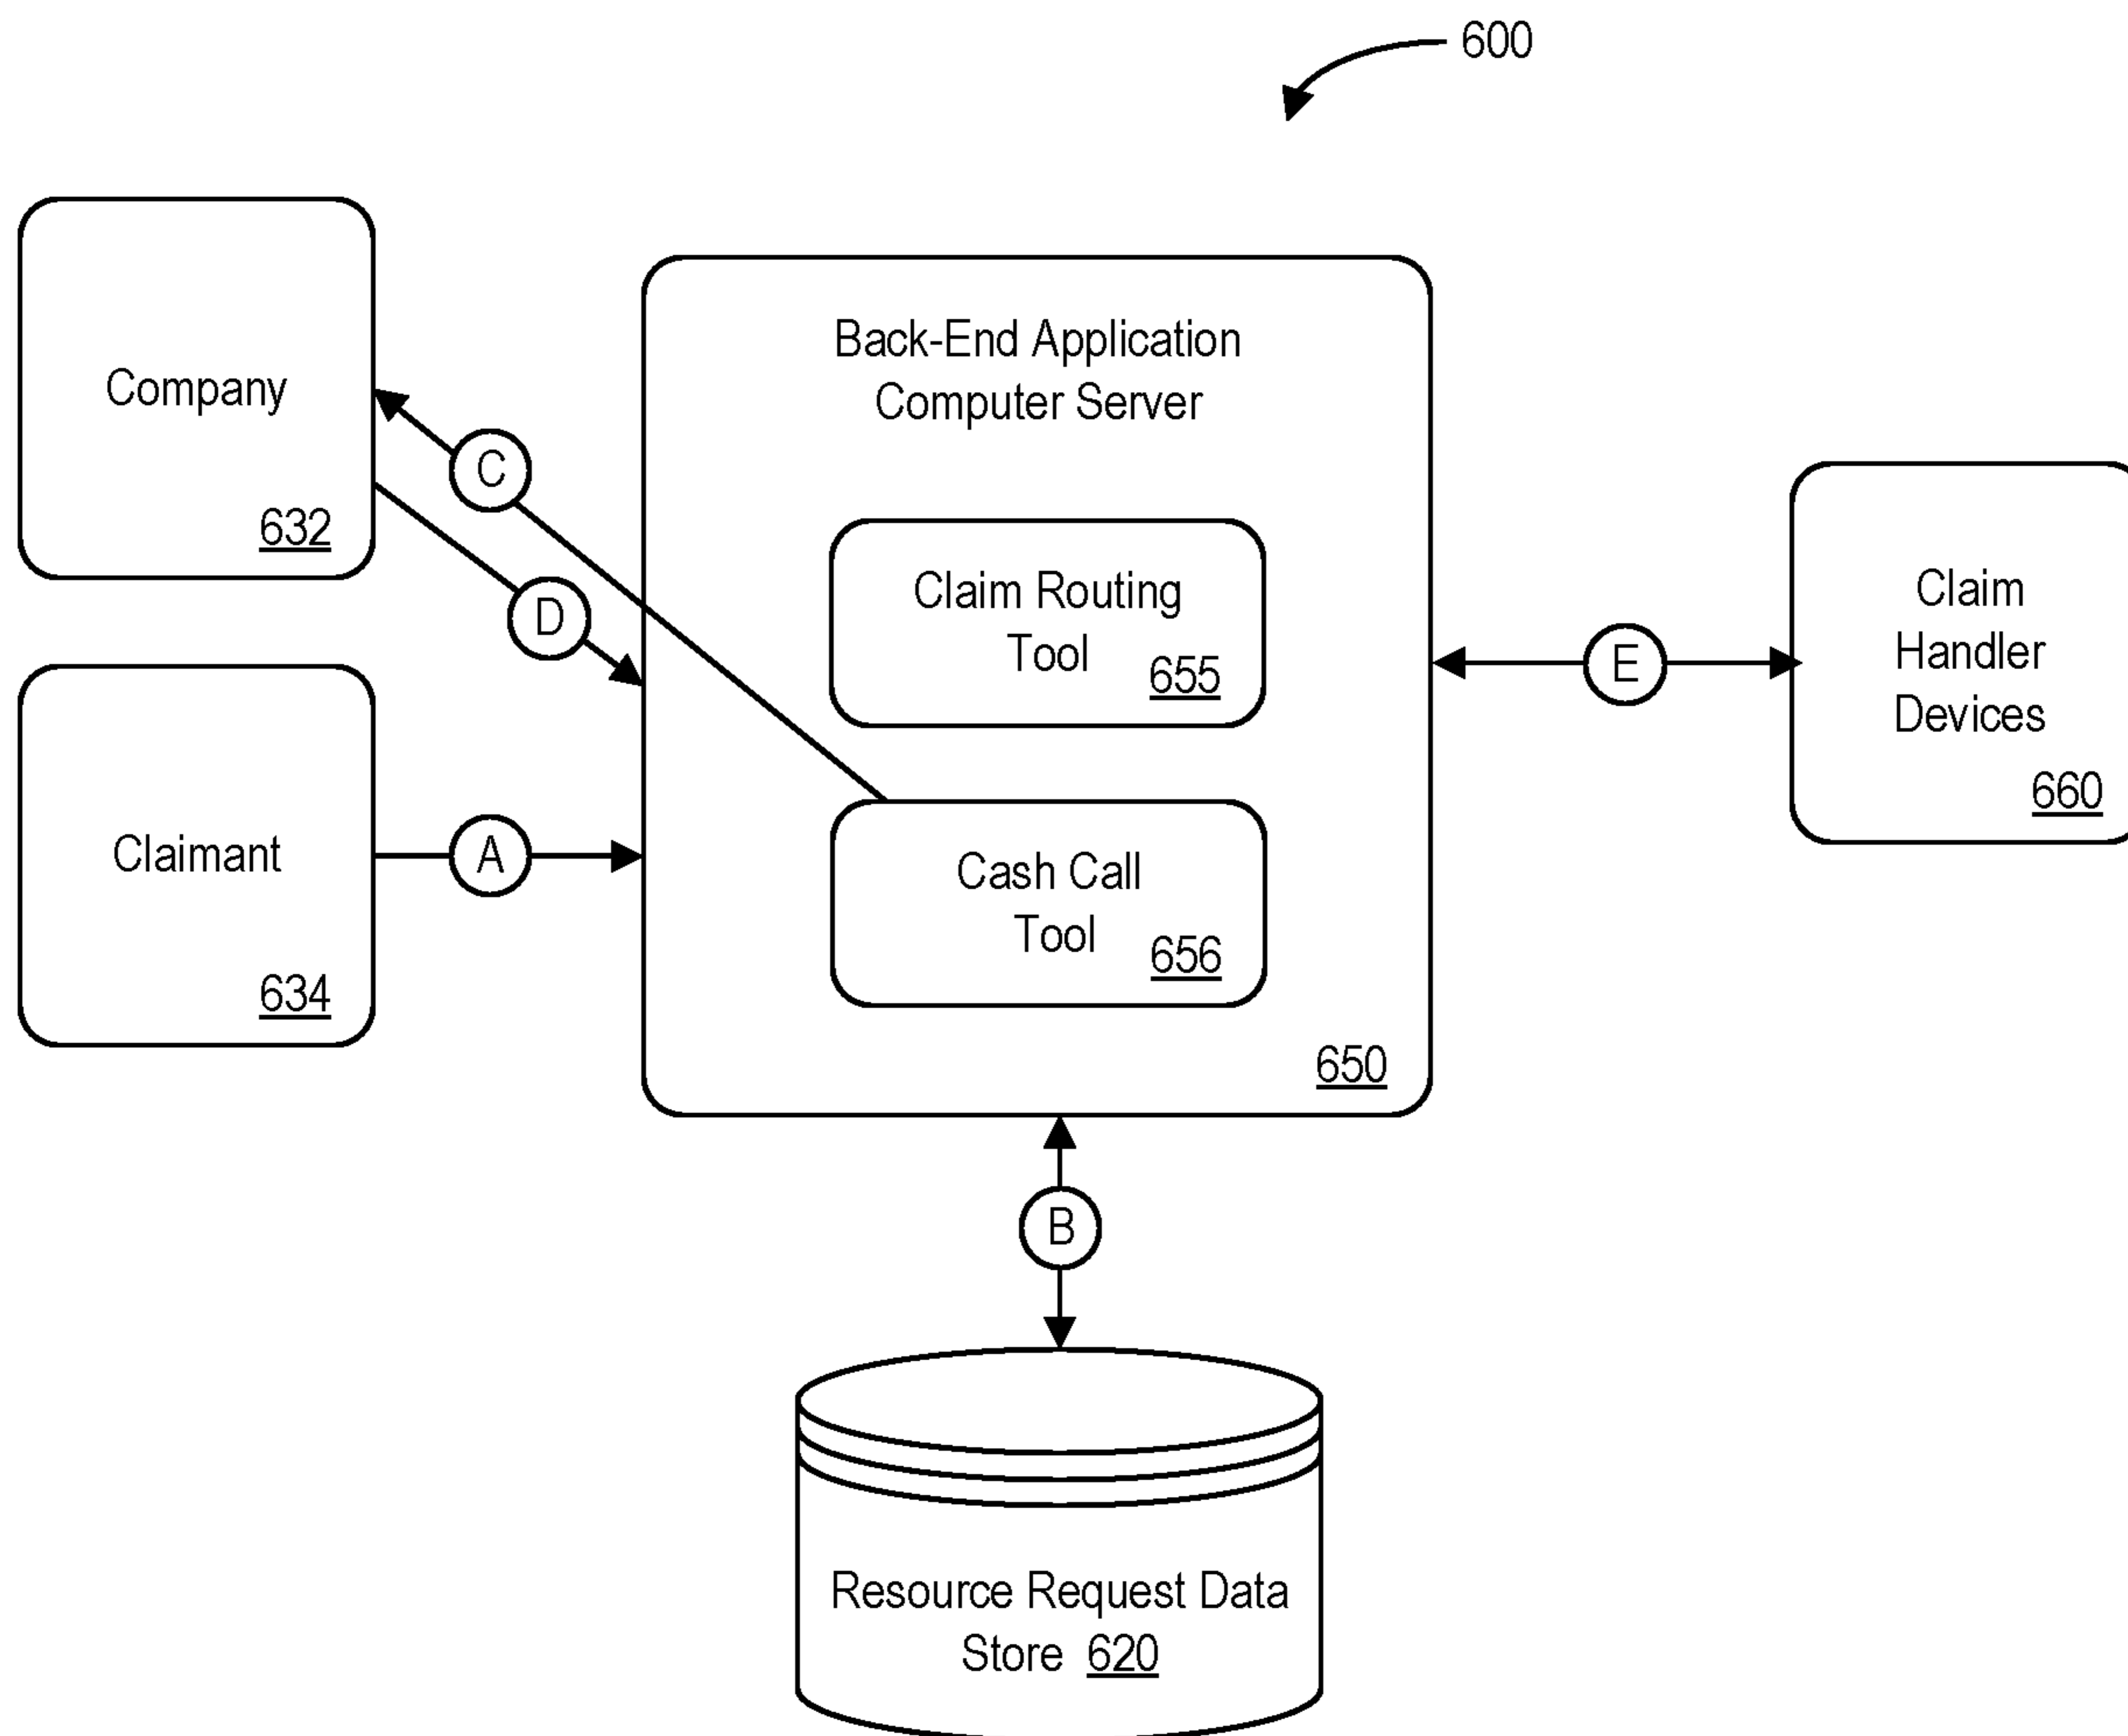 600
Company
632
C
D
Claimant
634
A
Back-End Application
Computer Server
Claim Routing
Tool
655
Cash Call
Tool
656
650
E
Claim
Handler
Devices
660
B
Resource Request Data
Store 620